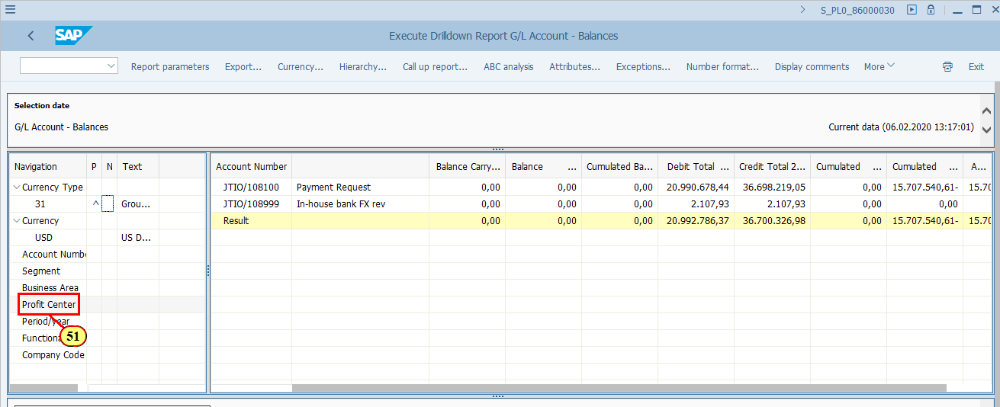 S_PL0_86000030
SAP Execute Drilldown Report G/L Account - Balances
Report parameters Export... Currency... Hierarchy... Call up report... ABC analysis Attributes... Exceptions... Number format... Display comments More Exit
Selection date
G/L Account - Balances Current data (06.02.2020 13:17:01)
Navigation P N Text Account Number Balance Carry... Balance ... Cumulated Ba... Debit Total ... Credit Total 2... Cumulated ... Cumulated ... A...
Currency Type JTIO/108100 Payment Request 0,00 0,00 0,00 20.990.678,44 36.698.219,05 0,00 15.707.540,61- 15.70
31 Grou... JTIO/108999 In-house bank FX rev 0,00 0,00 0,00 2.107,93 2.107,93 0,00 0,00
Currency Result 0,00 0,00 0,00 20.992.786,37 36.700.326,98 0,00 15.707.540,61- 15.70
USD US D...
Account Numbe
Segment
Business Area
Profit Center
Period/year
Functiona
51
Company Code